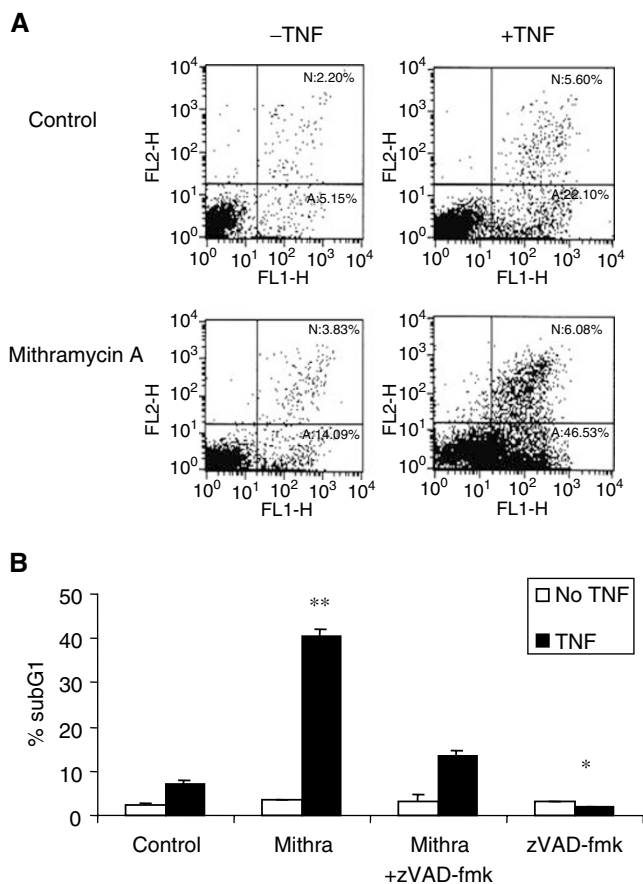 A
–TNF
+TNF
Control
FL2-H
10⁴
10³
10²
10¹
10⁰
N:2.20%
A:5.15%
10⁰ 10¹ 10² 10³ 10⁴
FL1-H
FL2-H
10⁴
10³
10²
10¹
10⁰
N:5.60%
A:22.10%
10⁰ 10¹ 10² 10³ 10⁴
FL1-H
Mithramycin A
FL2-H
10⁴
10³
10²
10¹
10⁰
N:3.83%
A:14.09%
10⁰ 10¹ 10² 10³ 10⁴
FL1-H
FL2-H
10⁴
10³
10²
10¹
10⁰
N:6.08%
A:46.53%
10⁰ 10¹ 10² 10³ 10⁴
FL1-H
B
% subG1
50
40
30
20
10
0
**
*
No TNF
TNF
Control
Mithra
Mithra
+zVAD-fmk
zVAD-fmk